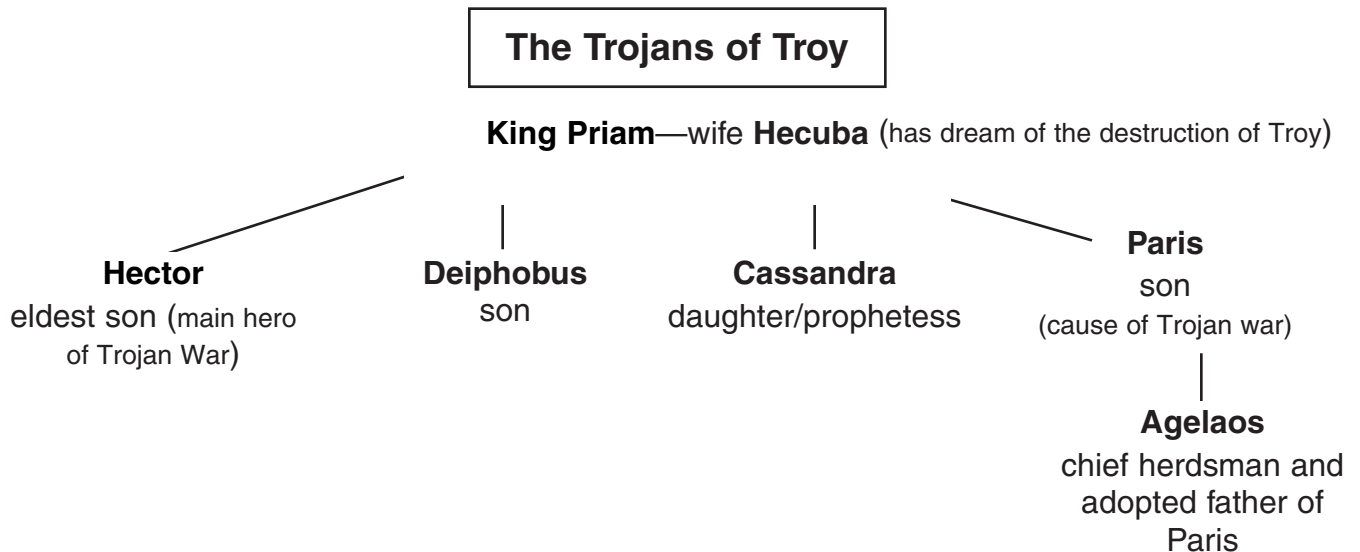 The Trojans of Troy
King Priam—wife Hecuba (has dream of the destruction of Troy)
Hector
eldest son (main hero
of Trojan War)
Deiphobus
son
Cassandra
daughter/prophetess
Paris
son
(cause of Trojan war)
Agelaos
chief herdsman and
adopted father of
Paris